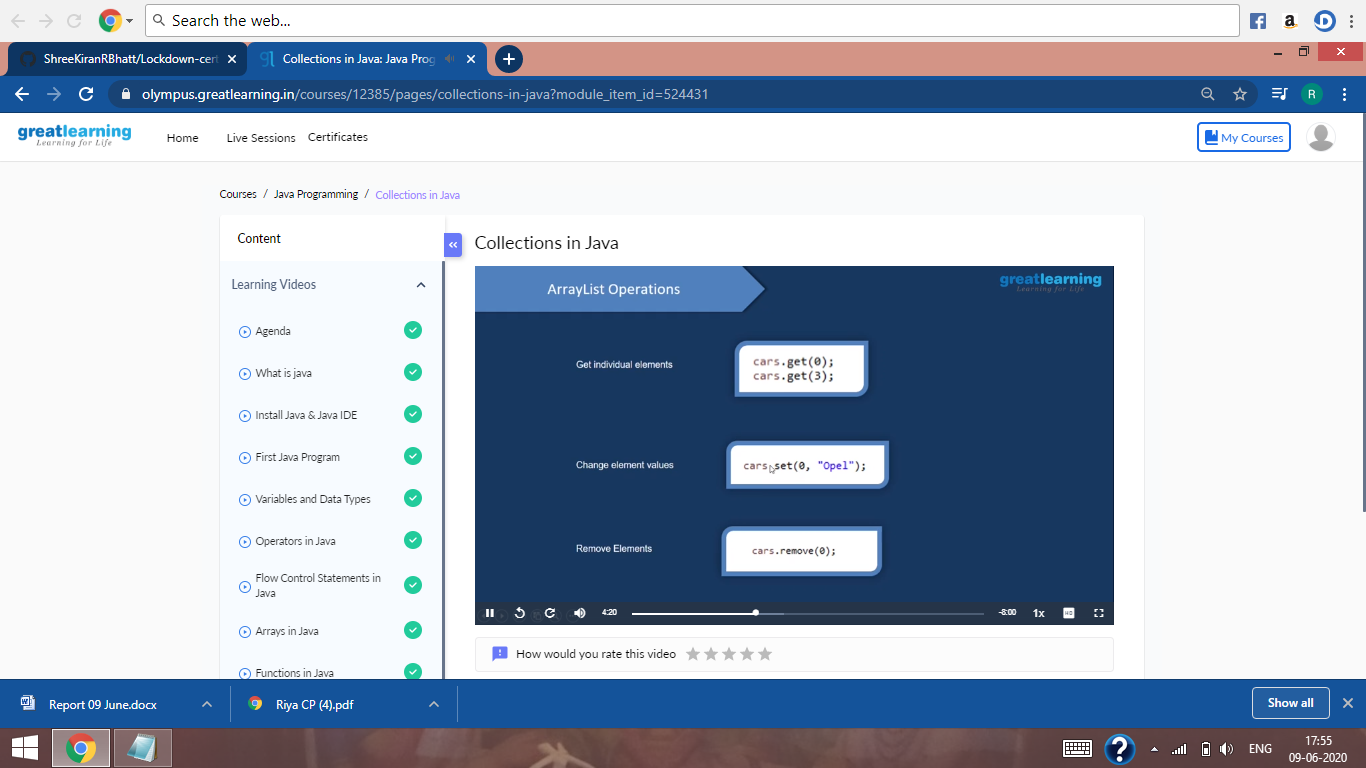 Search the web...
ShreeKiranRBhatt/Lockdown-cert
Collections in Java: Java Prog
olympus.greatlearning.in/courses/12385/pages/collections-in-java?module_item_id=524431
R
greatlearning
Learning for Life
Home
Live Sessions
Certificates
My Courses
Courses / Java Programming / Collections in Java
Content
Learning Videos
Agenda
What is java
Install Java & Java IDE
First Java Program
Variables and Data Types
Operators in Java
Flow Control Statements in
Java
Arrays in Java
Functions in Java
«
Collections in Java
ArrayList Operations
greatlearning
Learning for Life
Get individual elements
cars.get(0);
cars.get(3);
Change element values
cars.set(0, "Opel");
Remove Elements
cars.remove(0);
4:20
-8:00
1x
HD
How would you rate this video
Report 09 June.docx
Riya CP (4).pdf
Show all
ENG
17:55
09-06-2020